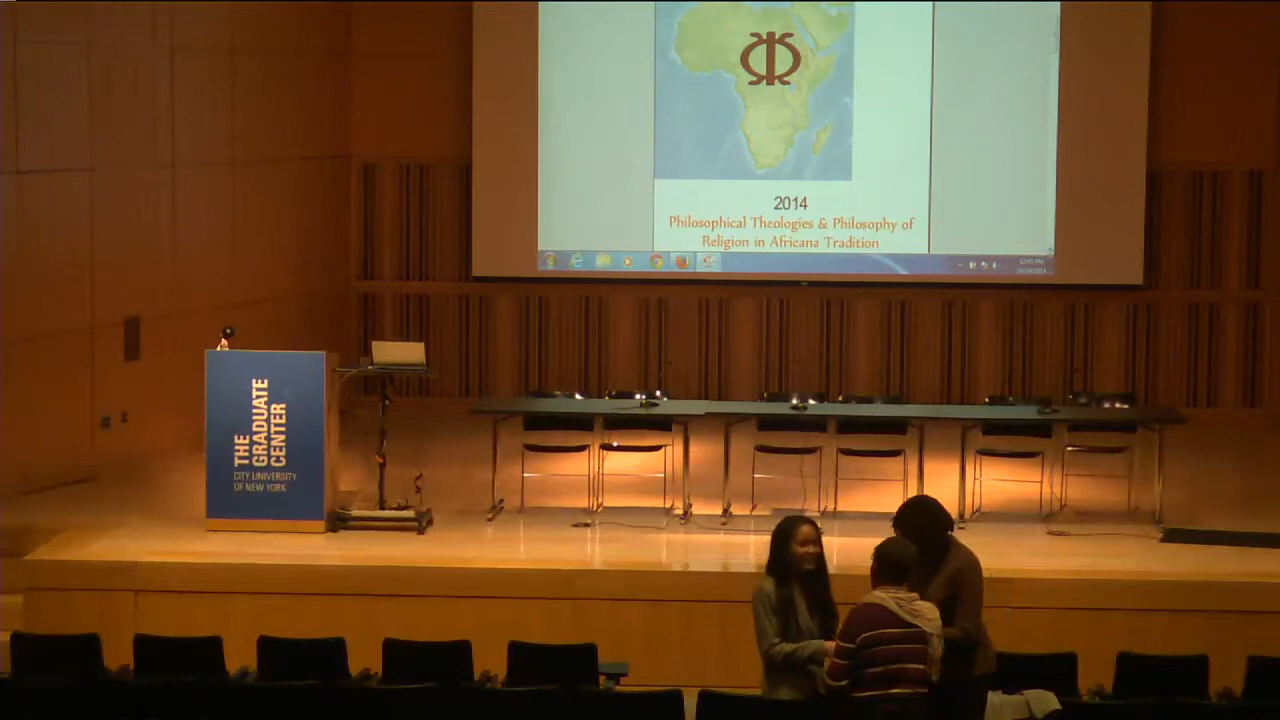 2014
Philosophical Theologies & Philosophy of
Religion in Africana Tradition
THE
GRADUATE
CENTER
CITY UNIVERSITY
OF NEW YORK